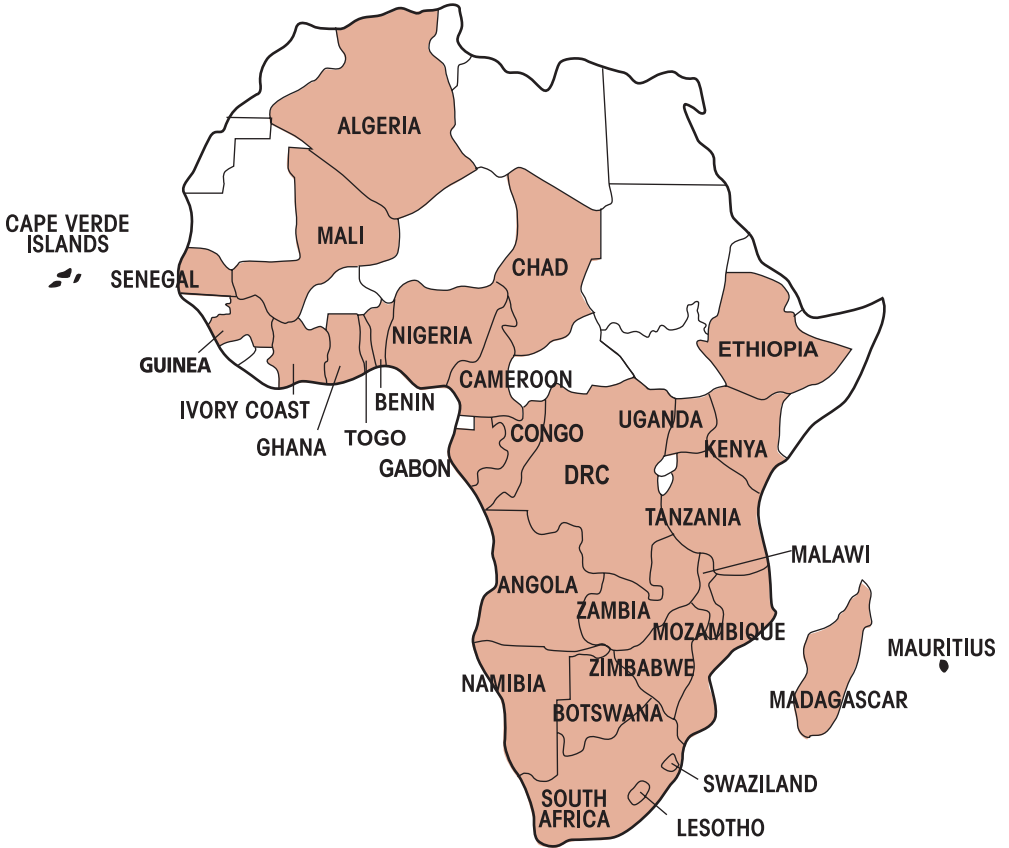 ALGERIA
CAPE VERDE
ISLANDS
MALI
SENEGAL
CHAD
NIGERIA
ETHIOPIA
GUINEA
CAMEROON
IVORY COAST
BENIN
GHANA
TOGO
UGANDA
CONGO
KENYA
GABON
DRC
TANZANIA
MALAWI
ANGOLA
ZAMBIA
MOZAMBIQUE
MAURITIUS
ZIMBABWE
NAMIBIA
MADAGASCAR
BOTSWANA
SWAZILAND
SOUTH
AFRICA
LESOTHO